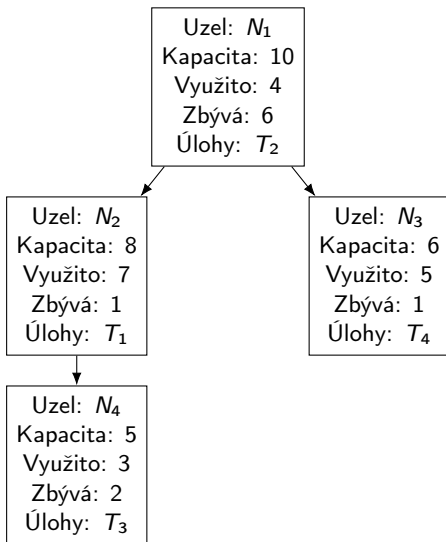 Uzel: N₁
Kapacita: 10
Využito: 4
Zbývá: 6
Úlohy: T₂
Uzel: N₂
Kapacita: 8
Využito: 7
Zbývá: 1
Úlohy: T₁
Uzel: N₃
Kapacita: 6
Využito: 5
Zbývá: 1
Úlohy: T₄
Uzel: N₄
Kapacita: 5
Využito: 3
Zbývá: 2
Úlohy: T₃